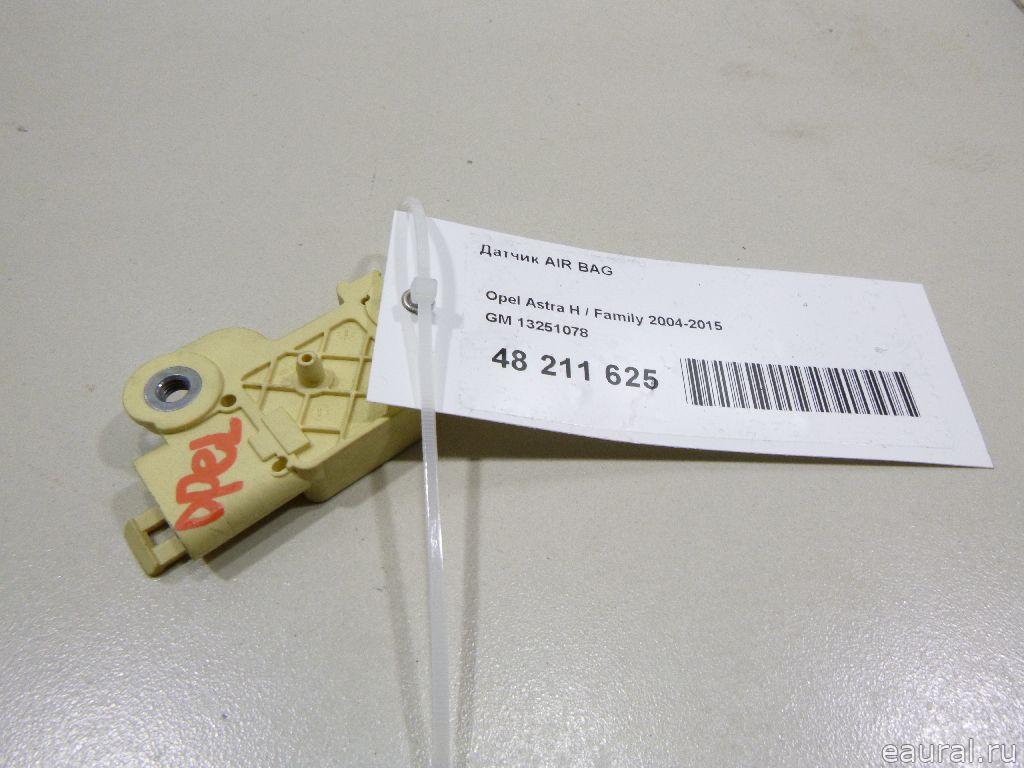 Датчик AIR BAG
Opel Astra H / Family 2004-2015
GM 13251078
48 211 625
opel
eaural.ru